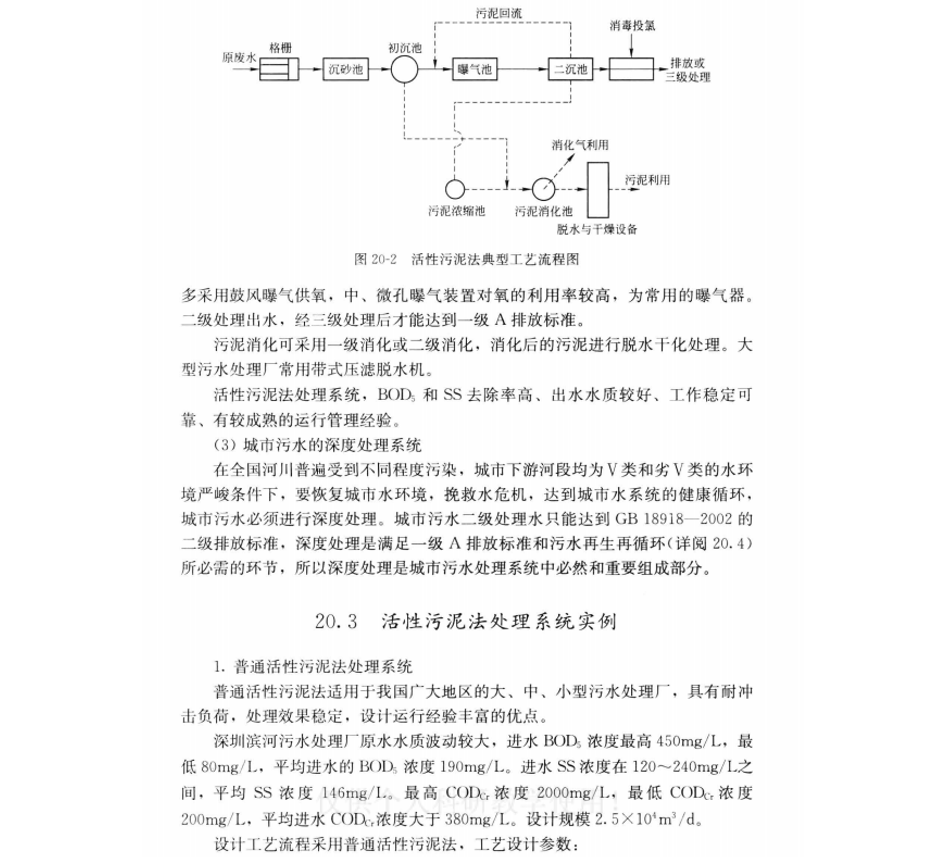 污泥回流
消毒投氯
原废水
格栅
沉砂池
初沉池
曝气池
二沉池
排放或
三级处理
消化气利用
污泥利用
污泥浓缩池
污泥消化池
脱水与干燥设备
图 20-2 活性污泥法典型工艺流程图
多采用鼓风曝气供氧，中、微孔曝气装置对氧的利用率较高，为常用的曝气器。
二级处理出水，经三级处理后才能达到一级 A 排放标准。
污泥消化可采用一级消化或二级消化，消化后的污泥进行脱水干化处理。大
型污水处理厂常用带式压滤脱水机。
活性污泥法处理系统，BOD₅ 和 SS 去除率高、出水水质较好、工作稳定可
靠、有较成熟的运行管理经验。
（3）城市污水的深度处理系统
在全国河川普遍受到不同程度污染，城市下游河段均为Ⅴ类和劣Ⅴ类的水环
境严峻条件下，要恢复城市水环境，挽救水危机，达到城市水系统的健康循环，
城市污水必须进行深度处理。城市污水二级处理水只能达到 GB 18918—2002 的
二级排放标准，深度处理是满足一级 A 排放标准和污水再生再循环(详阅 20.4)
所必需的环节，所以深度处理是城市污水处理系统中必然和重要组成部分。
20.3 活性污泥法处理系统实例
1. 普通活性污泥法处理系统
普通活性污泥法适用于我国广大地区的大、中、小型污水处理厂，具有耐冲
击负荷，处理效果稳定，设计运行经验丰富的优点。
深圳滨河污水处理厂原水水质波动较大，进水 BOD₅ 浓度最高 450mg/L，最
低 80mg/L，平均进水的 BOD₅ 浓度 190mg/L。进水 SS 浓度在 120～240mg/L之
间，平均 SS 浓度 146mg/L。最高 CODCr 浓度 2000mg/L，最低 CODCr 浓度
200mg/L，平均进水 CODCr浓度大于 380mg/L。设计规模 2.5×10⁴m³/d。
设计工艺流程采用普通活性污泥法，工艺设计参数：